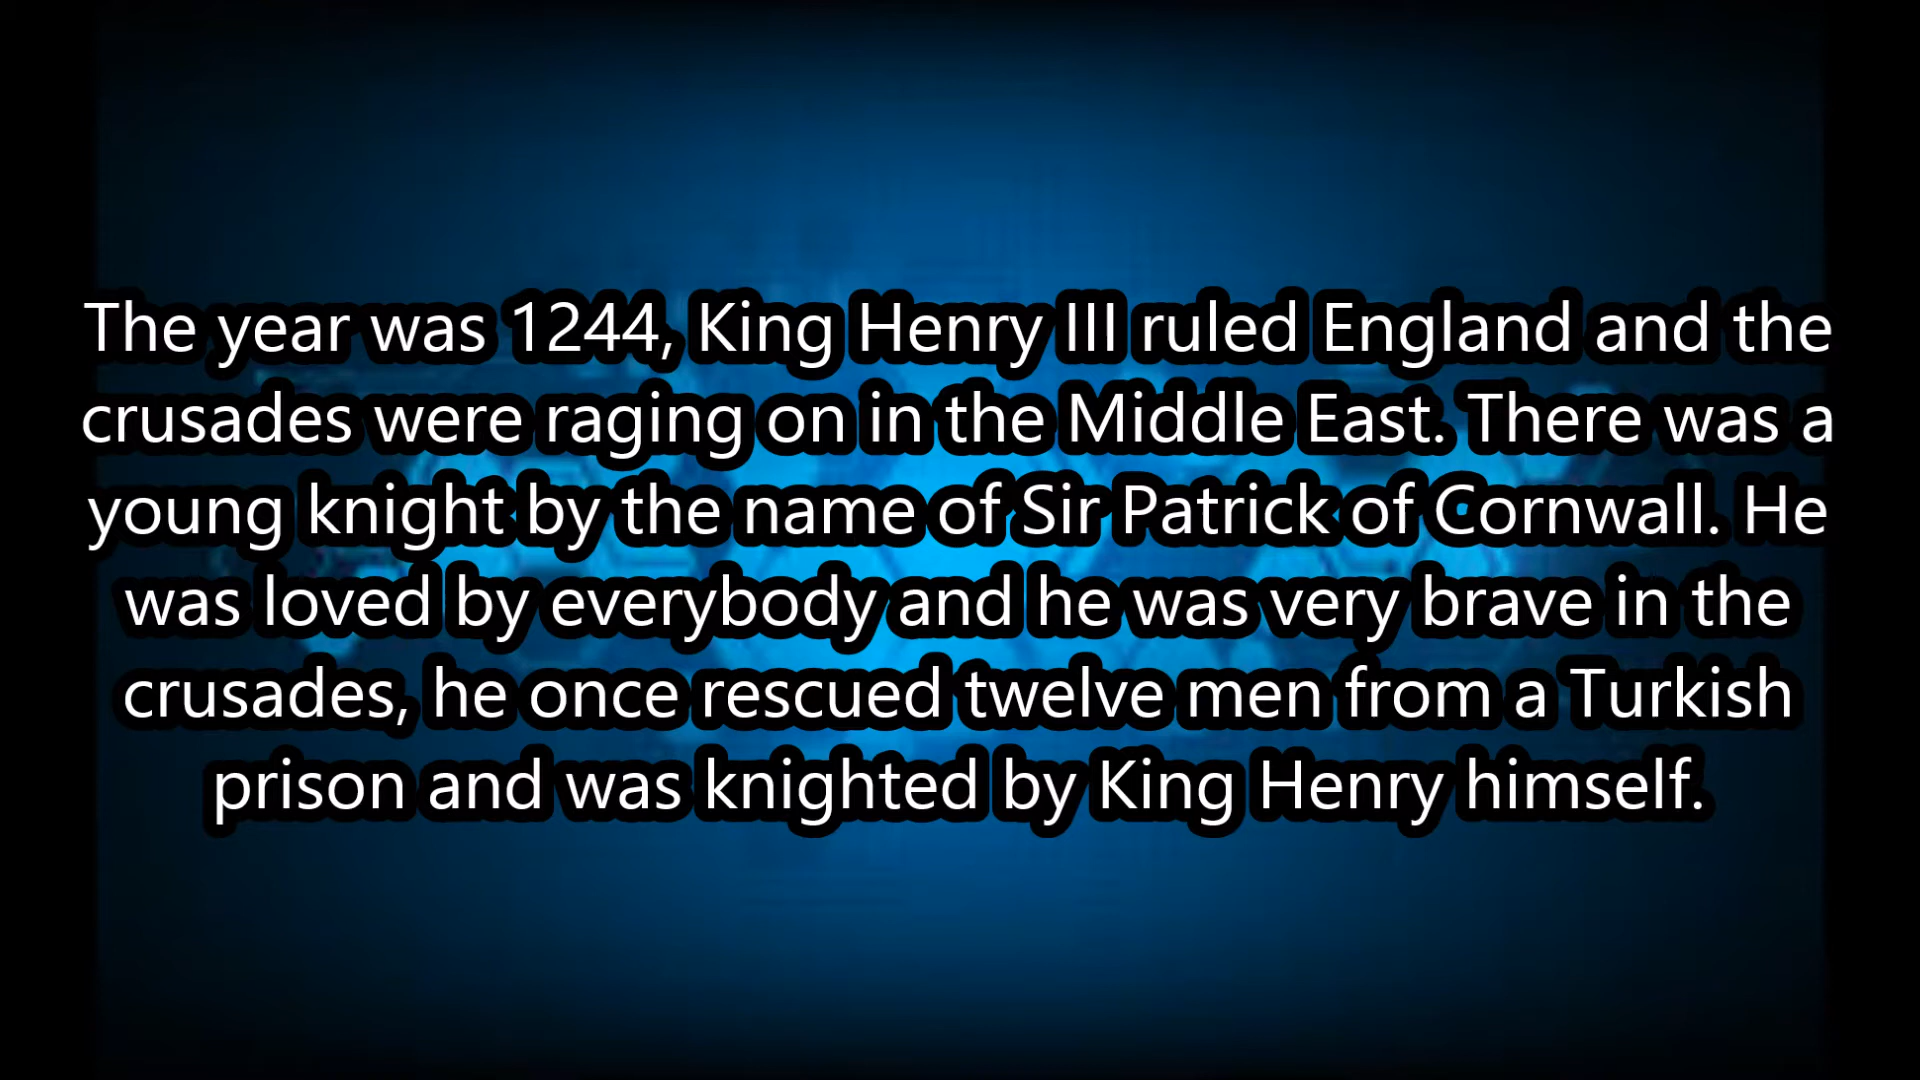 The year was 1244, King Henry III ruled England and the
crusades were raging on in the Middle East. There was a
young knight by the name of Sir Patrick of Cornwall. He
was loved by everybody and he was very brave in the
crusades, he once rescued twelve men from a Turkish
prison and was knighted by King Henry himself.